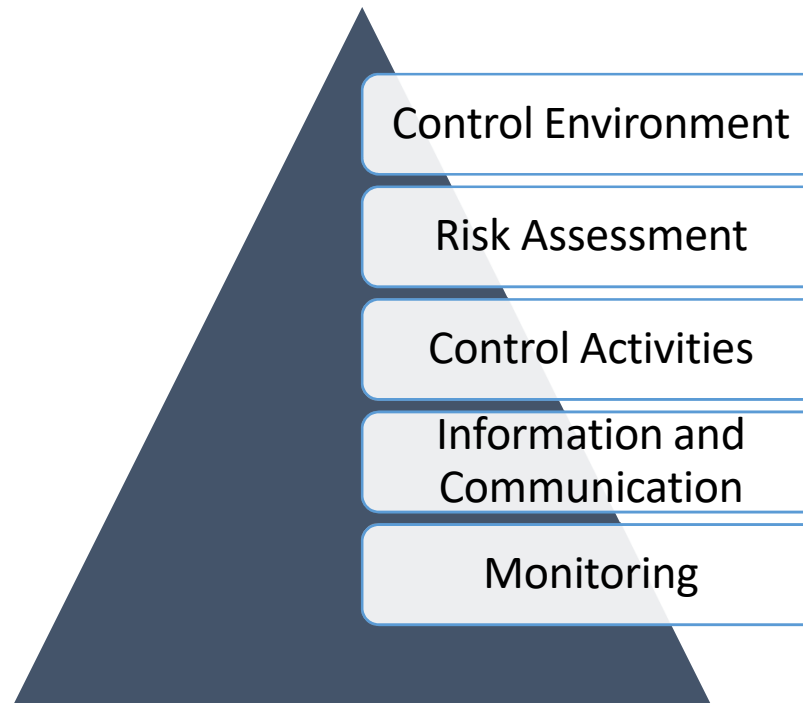 Control Environment
Risk Assessment
Control Activities
Information and
Communication
Monitoring